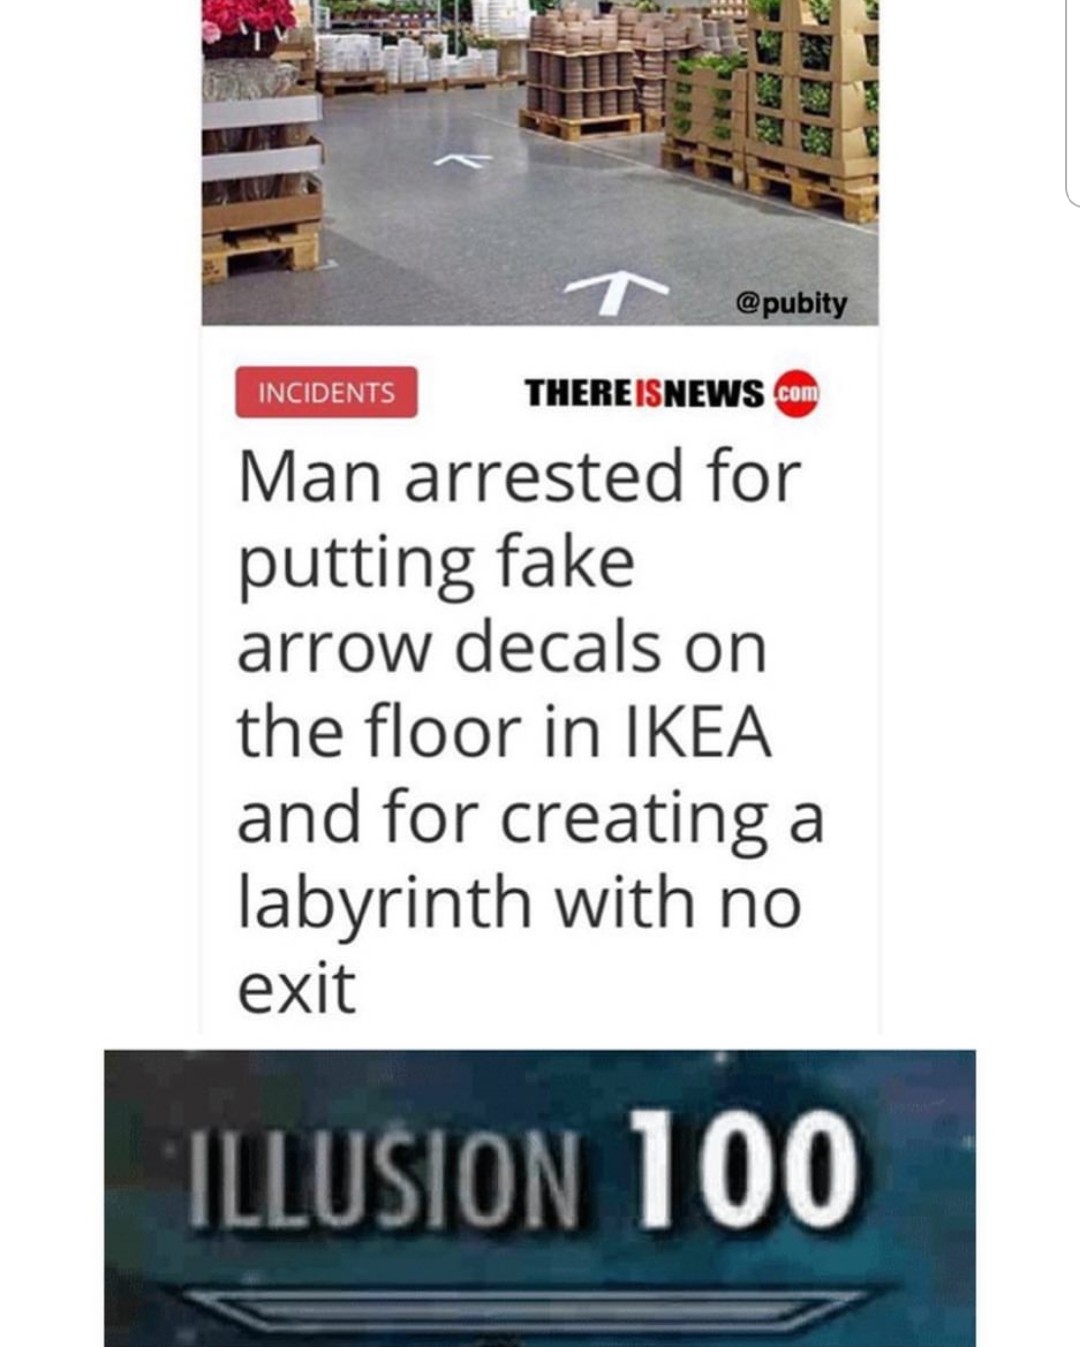 @pubity
INCIDENTS
THEREISNEWS.com
Man arrested for
putting fake
arrow decals on
the floor in IKEA
and for creating a
labyrinth with no
exit
ILLUSION 100